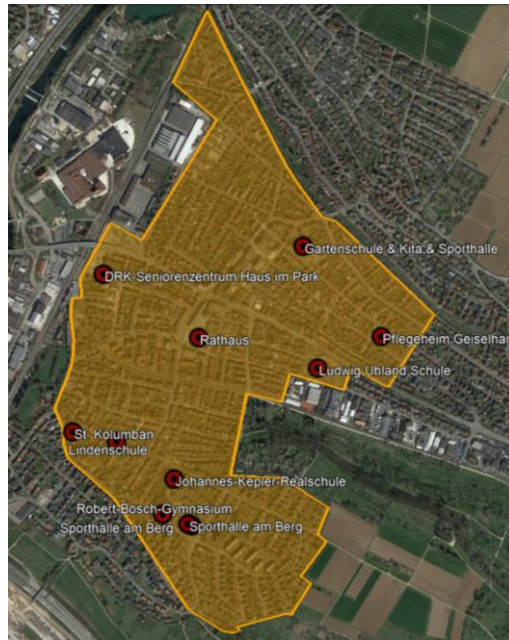 Gartenschule & Kita & Sporthalle
DRK-Seniorenzentrum Haus im Park
Rathaus
Pflegeheim Geiselhar
Ludwig Uhland Schule
St. Kolumban
Lindenschule
Johannes-Kepler-Realschule
Robert-Bosch-Gymnasium
Sporthalle am Berg
Sporthalle am Berg